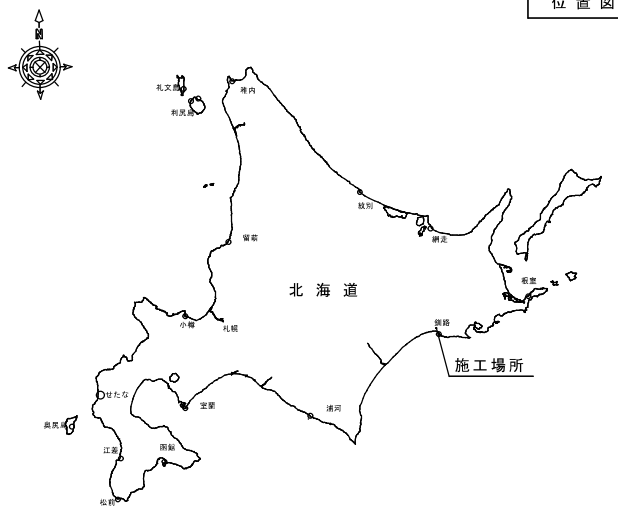 位置図
N
礼文島
稚内
利尻島
紋別
網走
留萌
根室
北海道
小樽
札幌
釧路
施工場所
せたな
室蘭
浦河
奥尻島
江差
函館
松前